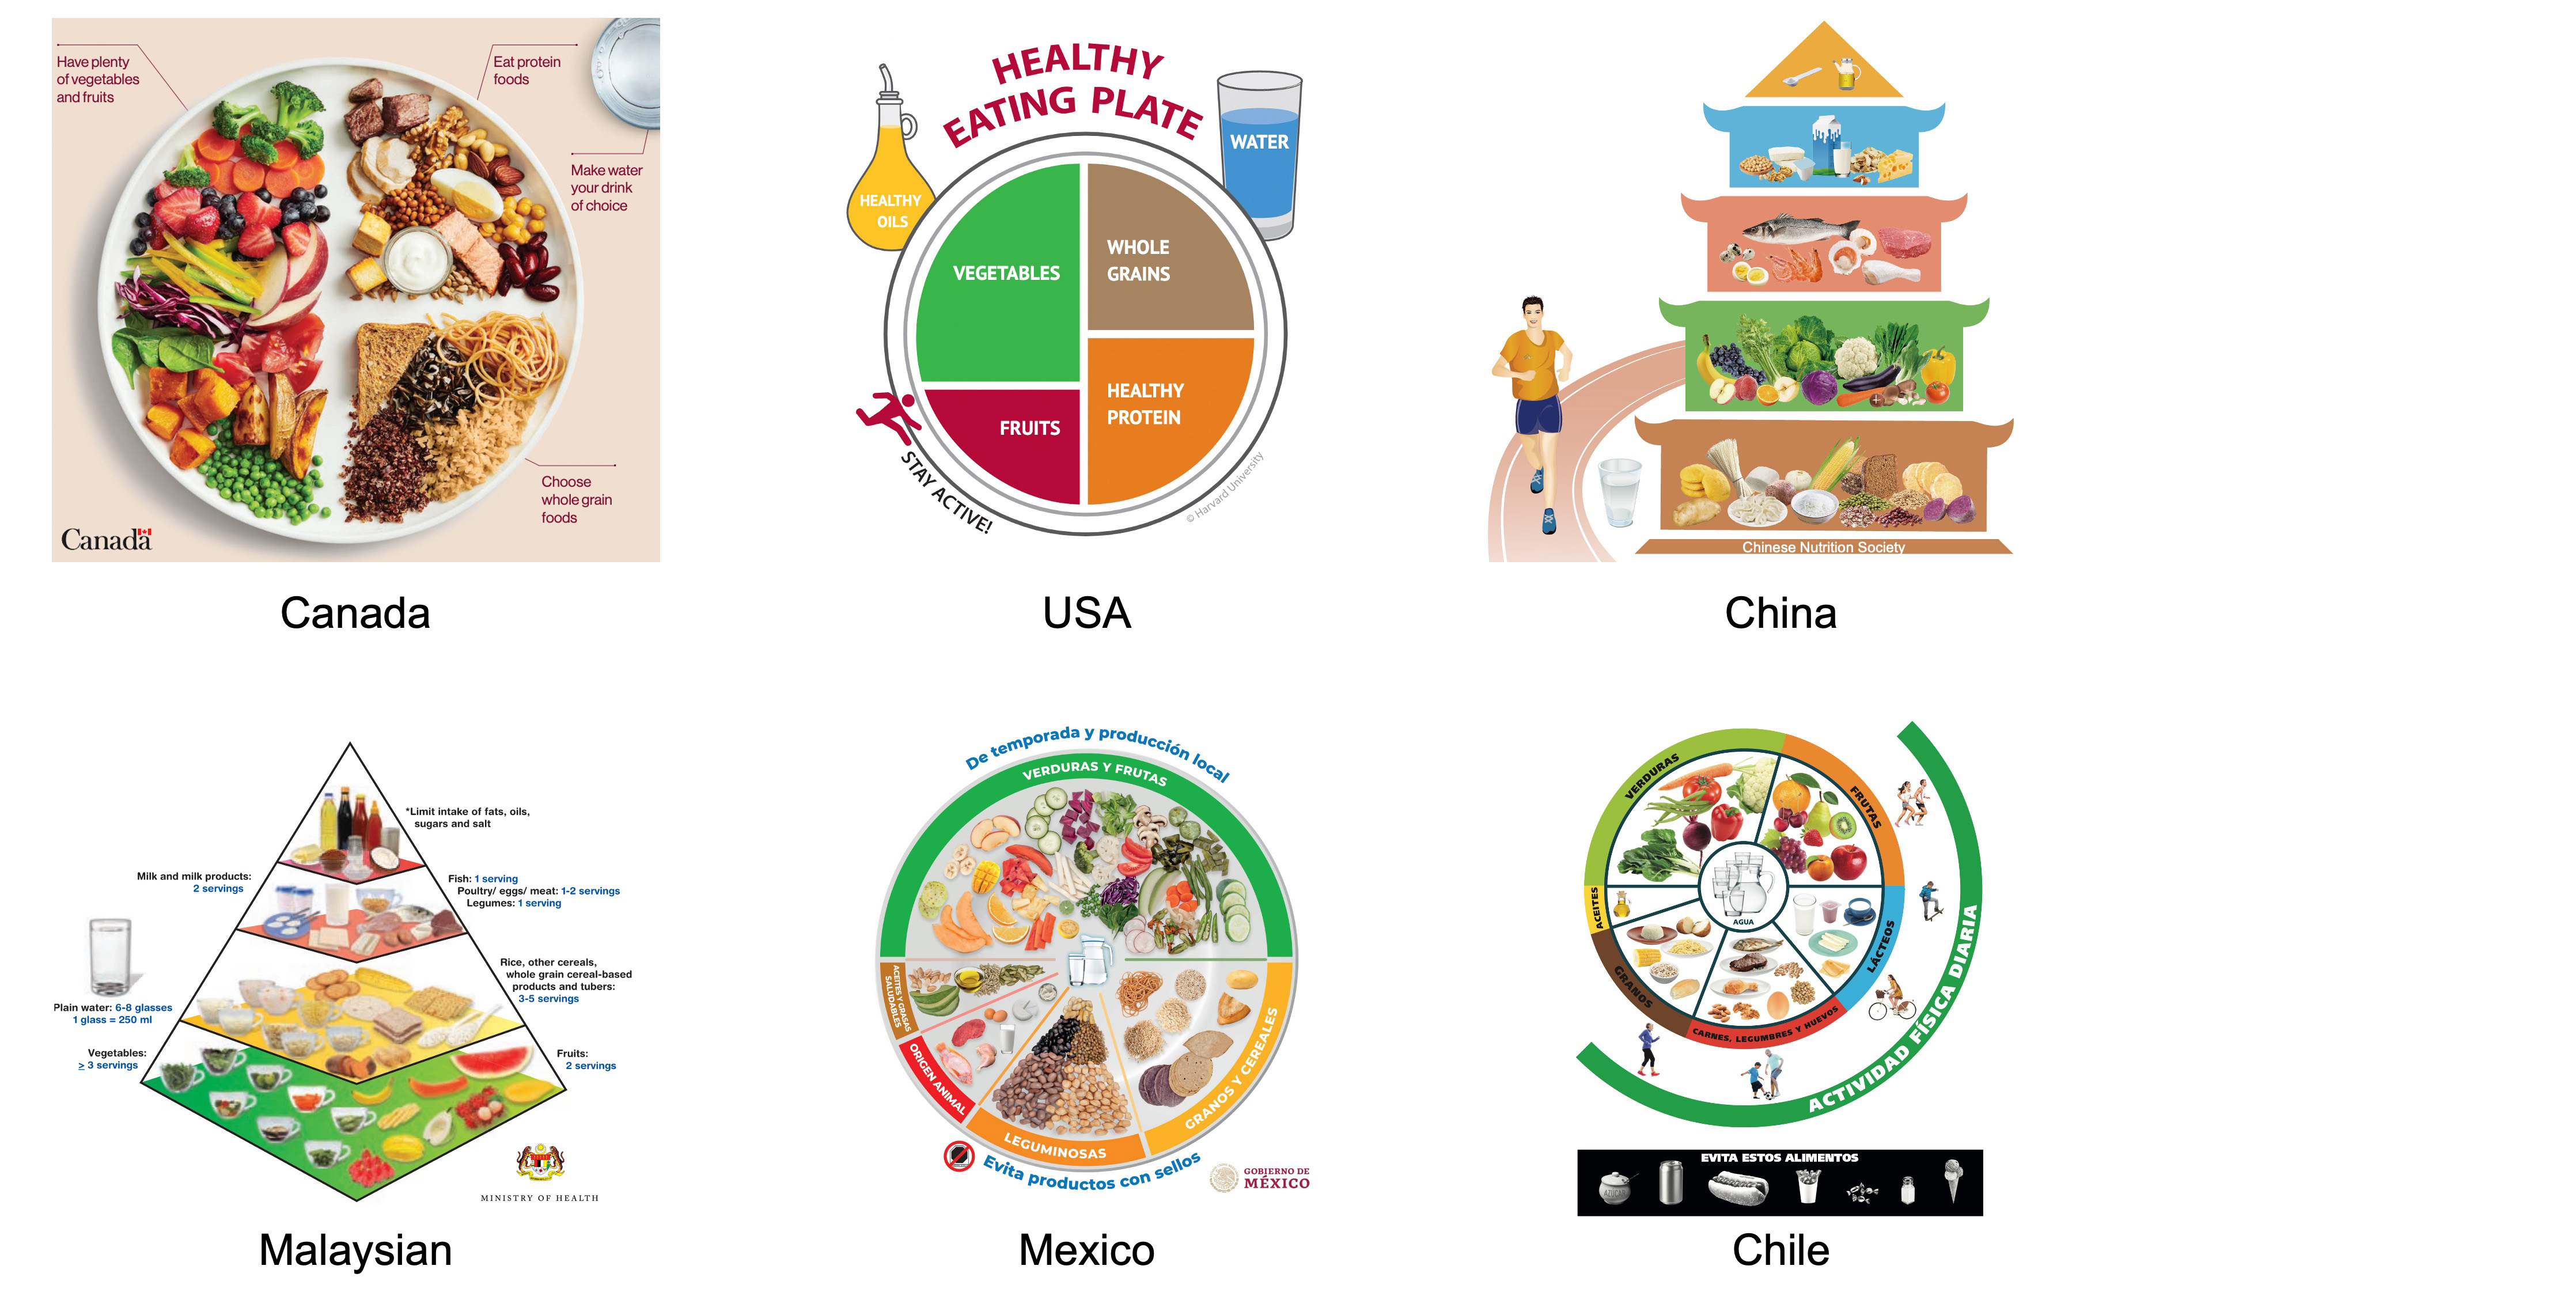 Have plenty
of vegetables
and fruits
Eat protein
foods
Make water
your drink
of choice
Choose
whole grain
foods
Canada
Canada
HEALTHY
EATING PLATE
HEALTHY
OILS
WATER
VEGETABLES
WHOLE
GRAINS
FRUITS
HEALTHY
PROTEIN
STAY ACTIVE!
© Harvard University
USA
Chinese Nutrition Society
China
*Limit intake of fats, oils,
sugars and salt
Milk and milk products:
2 servings
Fish: 1 serving
Poultry/ eggs/ meat: 1-2 servings
Legumes: 1 serving
Rice, other cereals,
whole grain cereal-based
products and tubers:
3-5 servings
Plain water: 6-8 glasses
1 glass = 250 ml
Vegetables:
≥ 3 servings
Fruits:
2 servings
MINISTRY OF HEALTH
Malaysian
De temporada y producción local
VERDURAS Y FRUTAS
ACEITES Y GRASAS
SALUDABLES
ORIGEN ANIMAL
LEGUMINOSAS
GRANOS Y CEREALES
Evita productos con sellos
GOBIERNO DE
MÉXICO
Mexico
VERDURAS
FRUTAS
ACEITES
AGUA
LÁCTEOS
GRANOS
CARNES, LEGUMBRES Y HUEVOS
ACTIVIDAD FÍSICA DIARIA
EVITA ESTOS ALIMENTOS
AZÚCAR
Chile